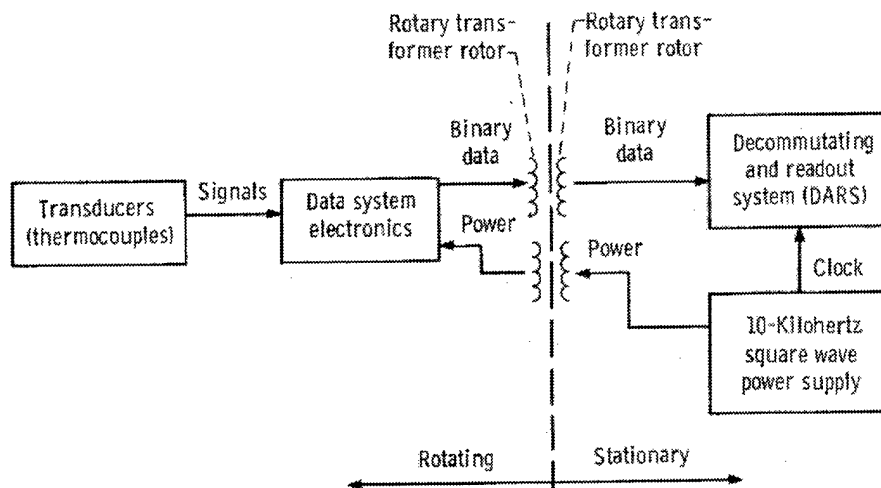 Rotary trans-
former rotor
Rotary trans-
former rotor
Binary
data
Binary
data
Decommutating
and readout
system (DARS)
Signals
Transducers
(thermocouples)
Data system
electronics
Power
Power
Clock
10-Kilohertz
square wave
power supply
Rotating
Stationary